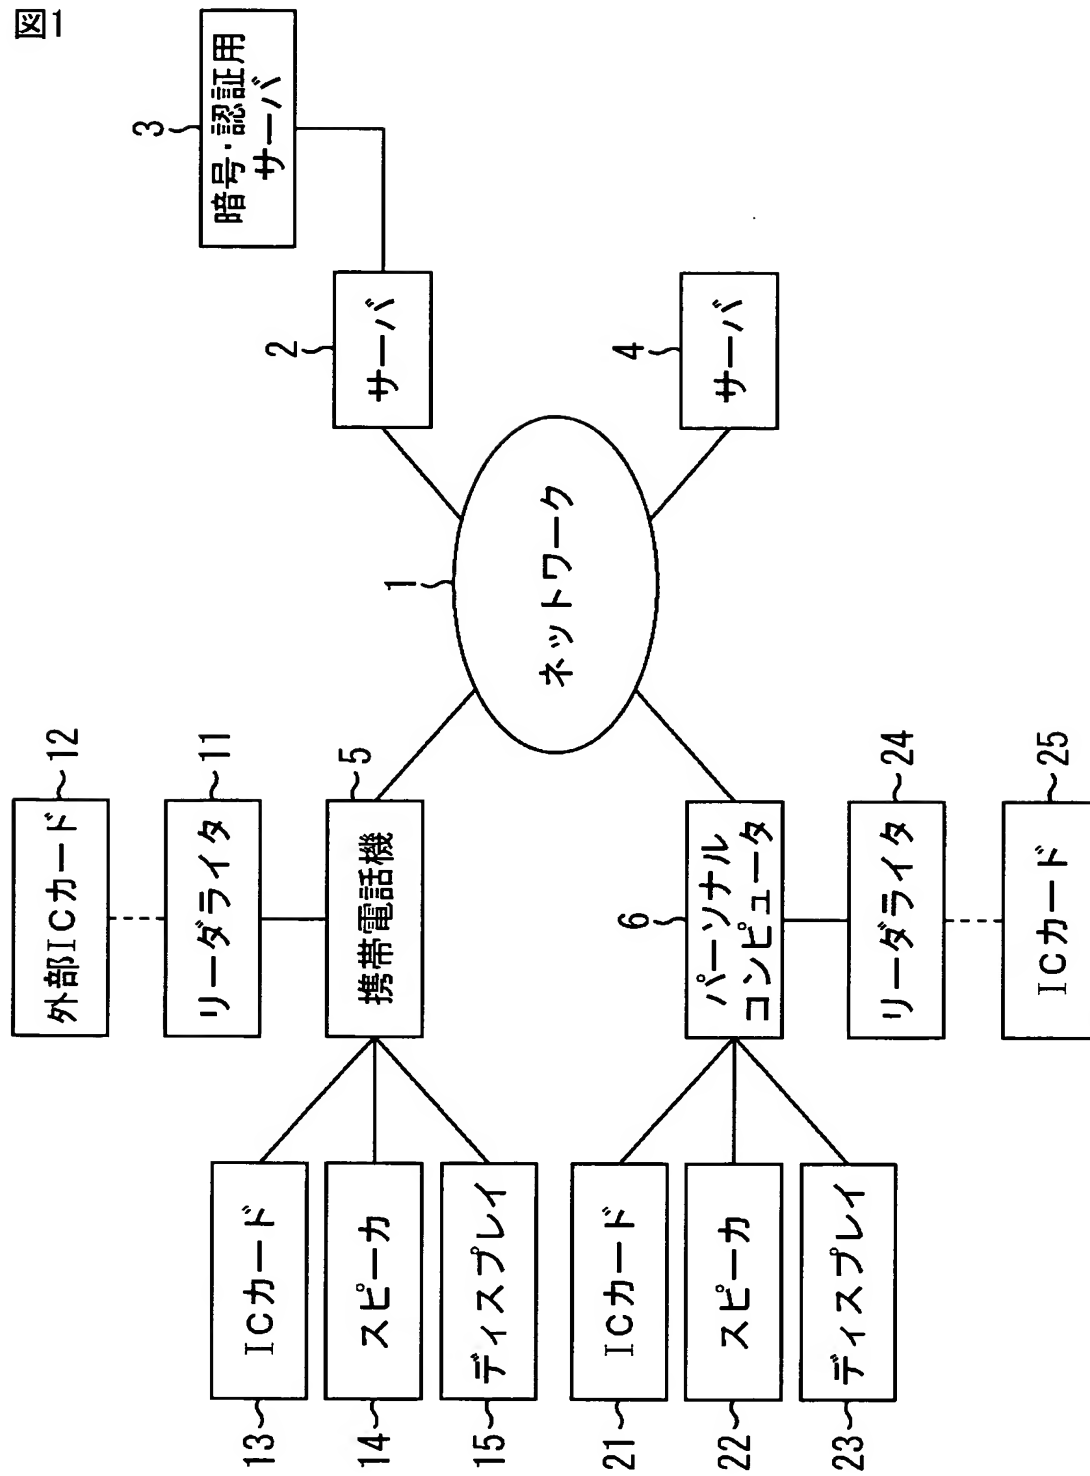 図1
外部ICカード
12
リーダライタ
11
携帯電話機
5
ICカード
13
スピーカ
14
ディスプレイ
15
ネットワーク
1
サーバ
2
暗号・認証用
サーバ
3
サーバ
4
パーソナル
コンピュータ
6
ICカード
21
スピーカ
22
ディスプレイ
23
リーダライタ
24
ICカード
25